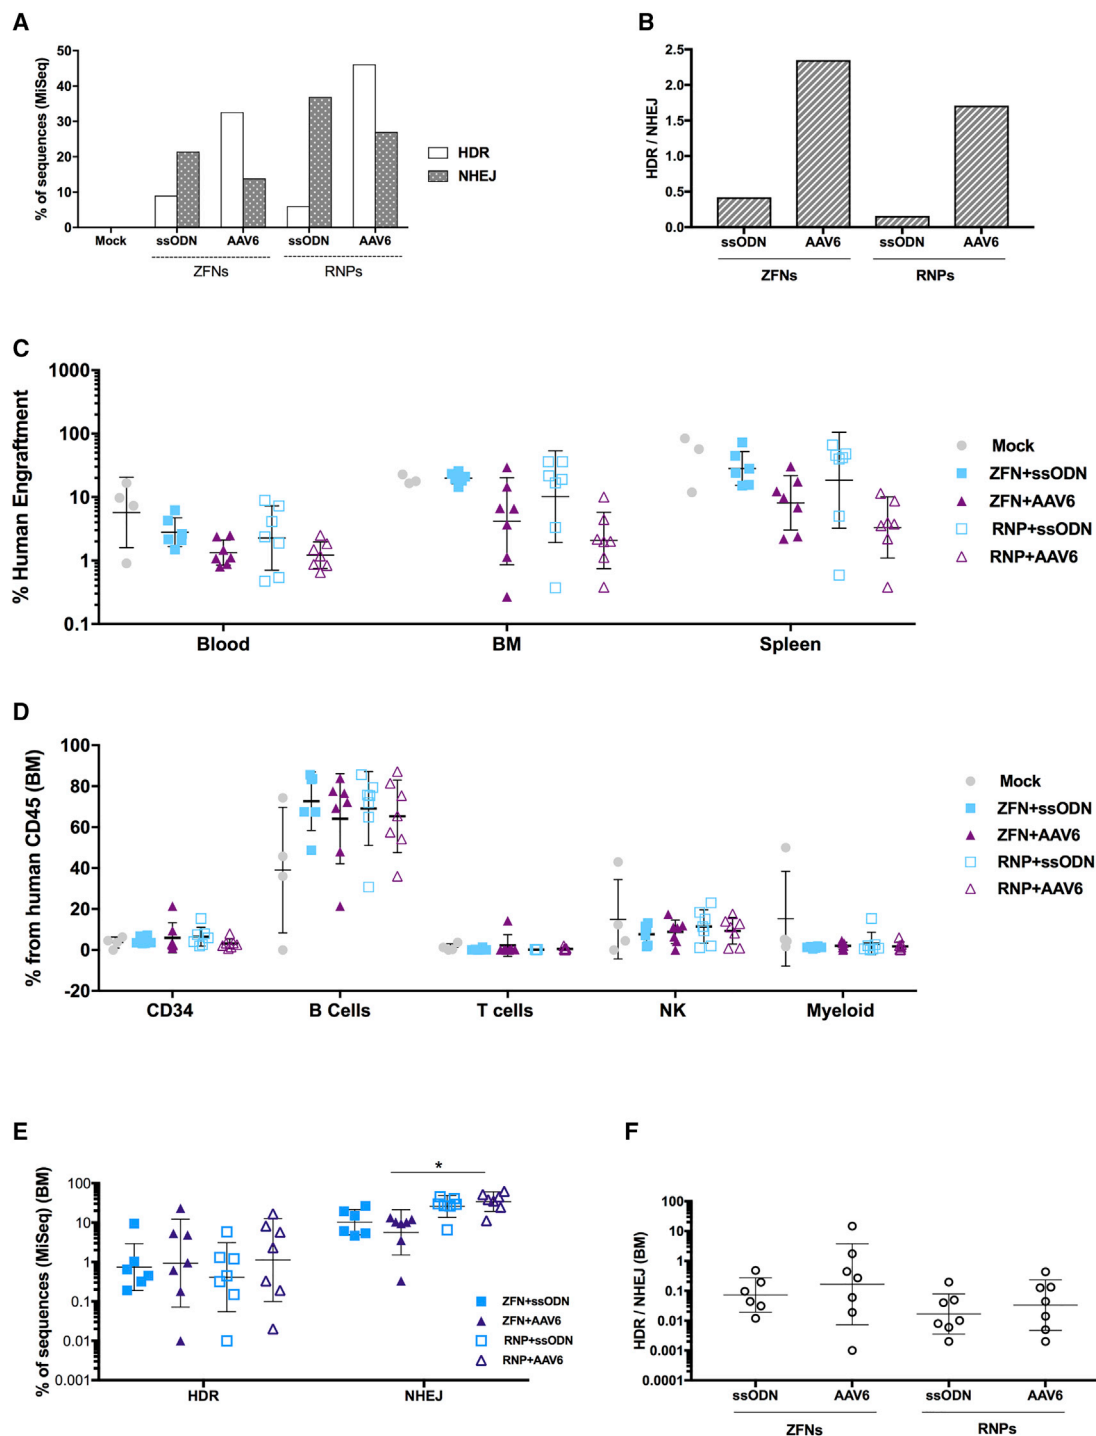 A
% of sequences (MiSeq)
50
40
30
20
10
0
Mock
ssODN
AAV6
ssODN
AAV6
ZFNs
RNPs
HDR
NHEJ
B
HDR / NHEJ
2.5
2.0
1.5
1.0
0.5
0.0
ssODN
AAV6
ssODN
AAV6
ZFNs
RNPs
C
% Human Engraftment
1000
100
10
1
0.1
Blood
BM
Spleen
Mock
ZFN+ssODN
ZFN+AAV6
RNP+ssODN
RNP+AAV6
D
% from human CD45 (BM)
100
80
60
40
20
0
-20
CD34
B Cells
T cells
NK
Myeloid
Mock
ZFN+ssODN
ZFN+AAV6
RNP+ssODN
RNP+AAV6
E
% of sequences (MiSeq) (BM)
100
10
1
0.1
0.01
0.001
*
HDR
NHEJ
ZFN+ssODN
ZFN+AAV6
RNP+ssODN
RNP+AAV6
F
HDR / NHEJ (BM)
100
10
1
0.1
0.01
0.001
0.0001
ssODN
AAV6
ssODN
AAV6
ZFNs
RNPs